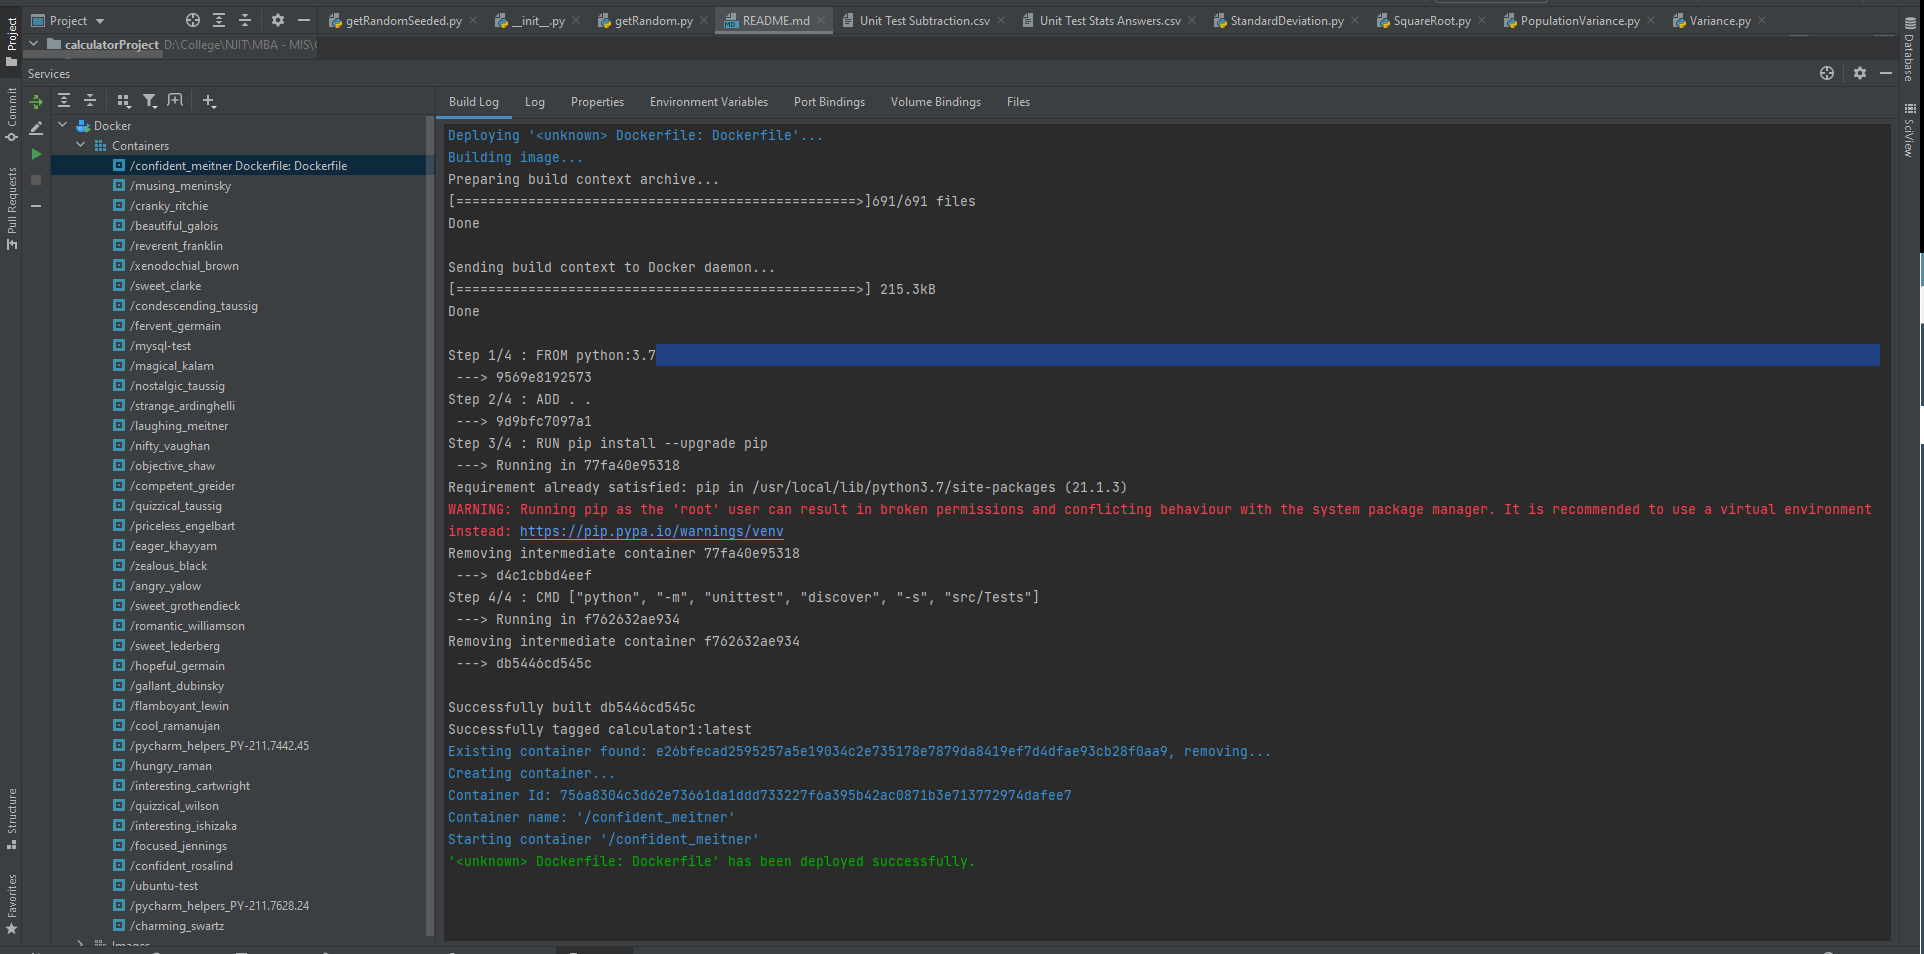 Project
getRandomSeeded.py
__init__.py
getRandom.py
README.md
Unit Test Subtraction.csv
Unit Test Stats Answers.csv
StandardDeviation.py
SquareRoot.py
PopulationVariance.py
Variance.py
calculatorProject D:\College\NJIT\MBA - MIS\
Services
Project
Commit
Pull Requests
Structure
Favorites
Database
SciView
Docker
Containers
/confident_meitner Dockerfile: Dockerfile
/musing_meninsky
/cranky_ritchie
/beautiful_galois
/reverent_franklin
/xenodochial_brown
/sweet_clarke
/condescending_taussig
/fervent_germain
/mysql-test
/magical_kalam
/nostalgic_taussig
/strange_ardinghelli
/laughing_meitner
/nifty_vaughan
/objective_shaw
/competent_greider
/quizzical_taussig
/priceless_engelbart
/eager_khayyam
/zealous_black
/angry_yalow
/sweet_grothendieck
/romantic_williamson
/sweet_lederberg
/hopeful_germain
/gallant_dubinsky
/flamboyant_lewin
/cool_ramanujan
/pycharm_helpers_PY-211.7442.45
/hungry_raman
/interesting_cartwright
/quizzical_wilson
/interesting_ishizaka
/focused_jennings
/confident_rosalind
/ubuntu-test
/pycharm_helpers_PY-211.7628.24
/charming_swartz
Images
Build Log
Log
Properties
Environment Variables
Port Bindings
Volume Bindings
Files
Deploying '<unknown> Dockerfile: Dockerfile'...
Building image...
Preparing build context archive...
[==================================================>]691/691 files
Done
Sending build context to Docker daemon...
[==================================================>] 215.3kB
Done
Step 1/4 : FROM python:3.7
---> 9569e8192573
Step 2/4 : ADD . .
---> 9d9bfc7097a1
Step 3/4 : RUN pip install --upgrade pip
---> Running in 77fa40e95318
Requirement already satisfied: pip in /usr/local/lib/python3.7/site-packages (21.1.3)
WARNING: Running pip as the 'root' user can result in broken permissions and conflicting behaviour with the system package manager. It is recommended to use a virtual environment
instead: https://pip.pypa.io/warnings/venv
Removing intermediate container 77fa40e95318
---> d4c1cbbd4eef
Step 4/4 : CMD ["python", "-m", "unittest", "discover", "-s", "src/Tests"]
---> Running in f762632ae934
Removing intermediate container f762632ae934
---> db5446cd545c
Successfully built db5446cd545c
Successfully tagged calculator1:latest
Existing container found: e26bfecad2595257a5e19034c2e735178e7879da8419ef7d4dfae93cb28f0aa9, removing...
Creating container...
Container Id: 756a8304c3d62e73661da1ddd733227f6a395b42ac0871b3e713772974dafee7
Container name: '/confident_meitner'
Starting container '/confident_meitner'
'<unknown> Dockerfile: Dockerfile' has been deployed successfully.